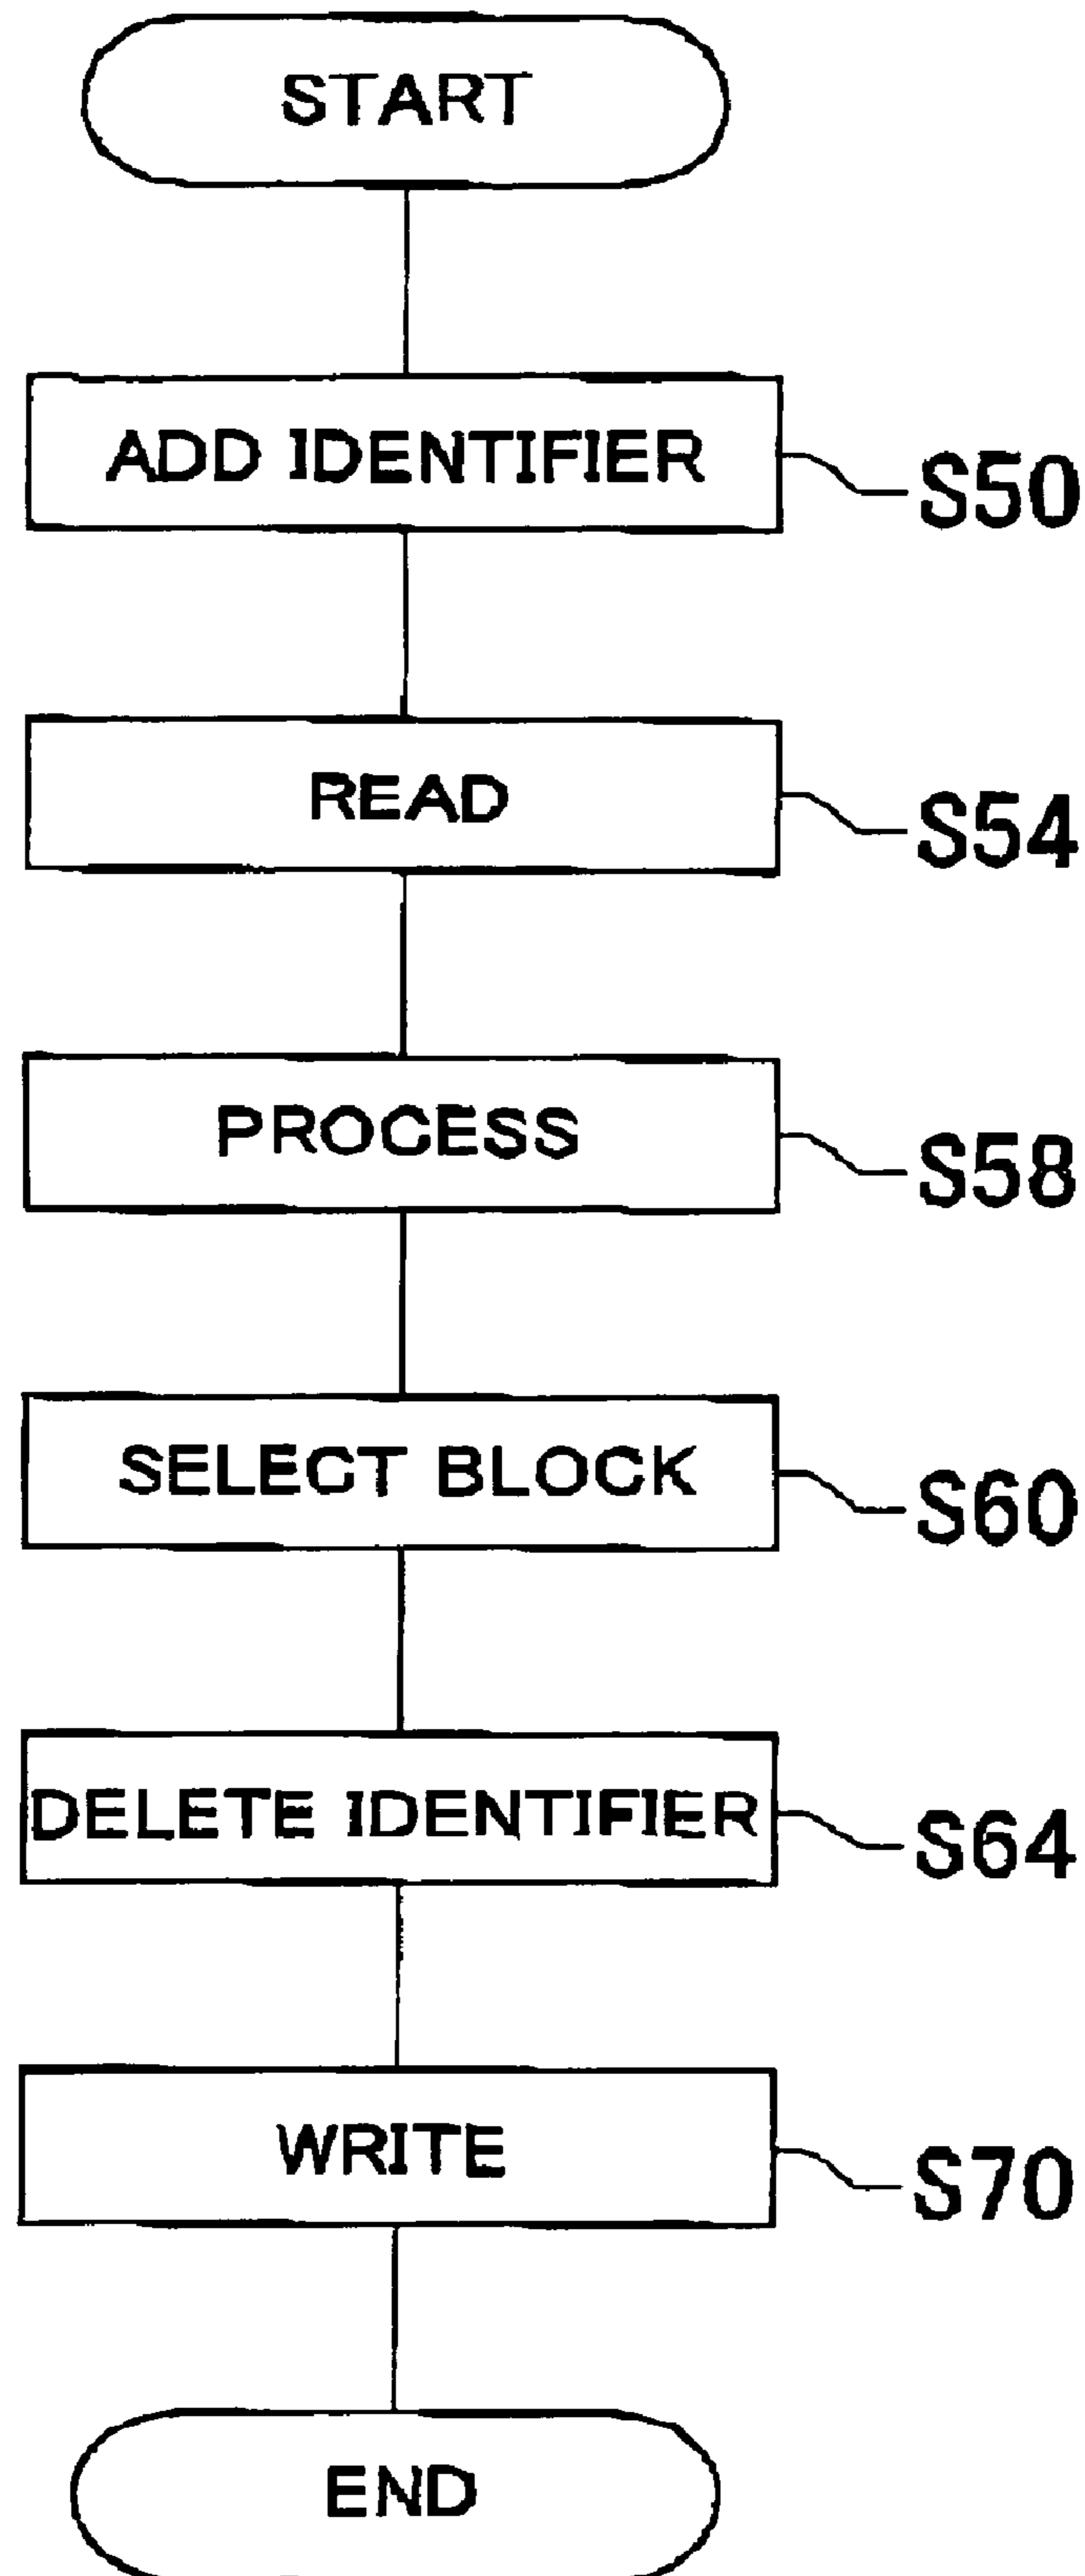 START
ADD IDENTIFIER
S50
READ
S54
PROCESS
S58
SELECT BLOCK
S60
DELETE IDENTIFIER
S64
WRITE
S70
END